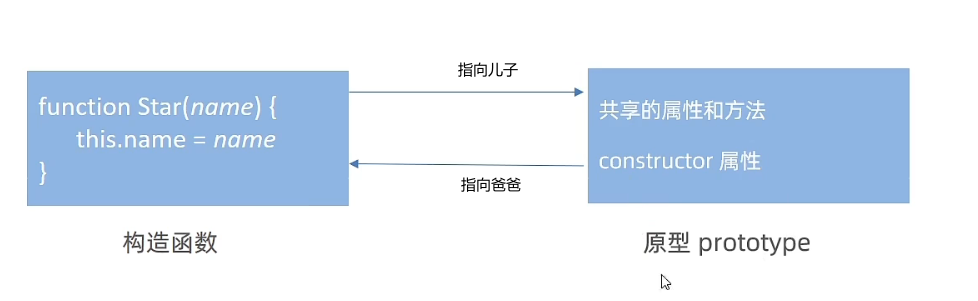 指向儿子
function Star(name) {
this.name = name
}
共享的属性和方法
constructor 属性
指向爸爸
构造函数
原型 prototype